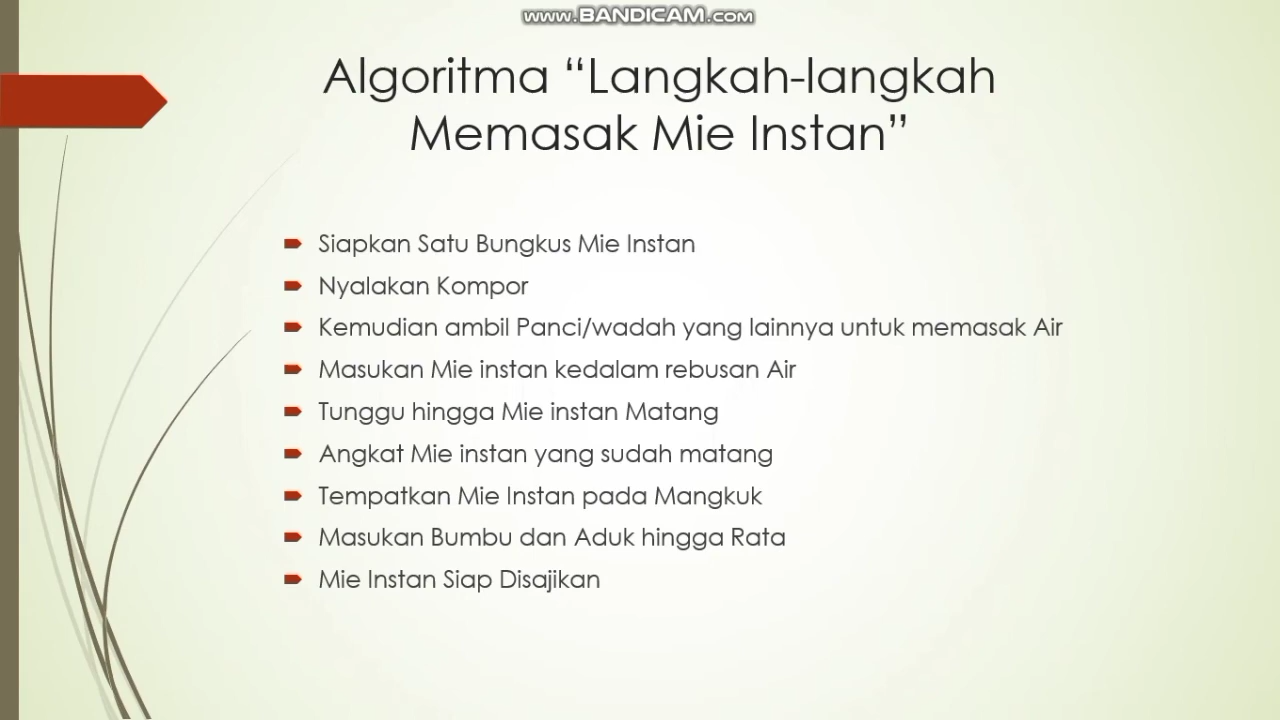 www.BANDICAM.com
Algoritma “Langkah-langkah
Memasak Mie Instan”
Siapkan Satu Bungkus Mie Instan
Nyalakan Kompor
Kemudian ambil Panci/wadah yang lainnya untuk memasak Air
Masukan Mie instan kedalam rebusan Air
Tunggu hingga Mie instan Matang
Angkat Mie instan yang sudah matang
Tempatkan Mie Instan pada Mangkuk
Masukan Bumbu dan Aduk hingga Rata
Mie Instan Siap Disajikan